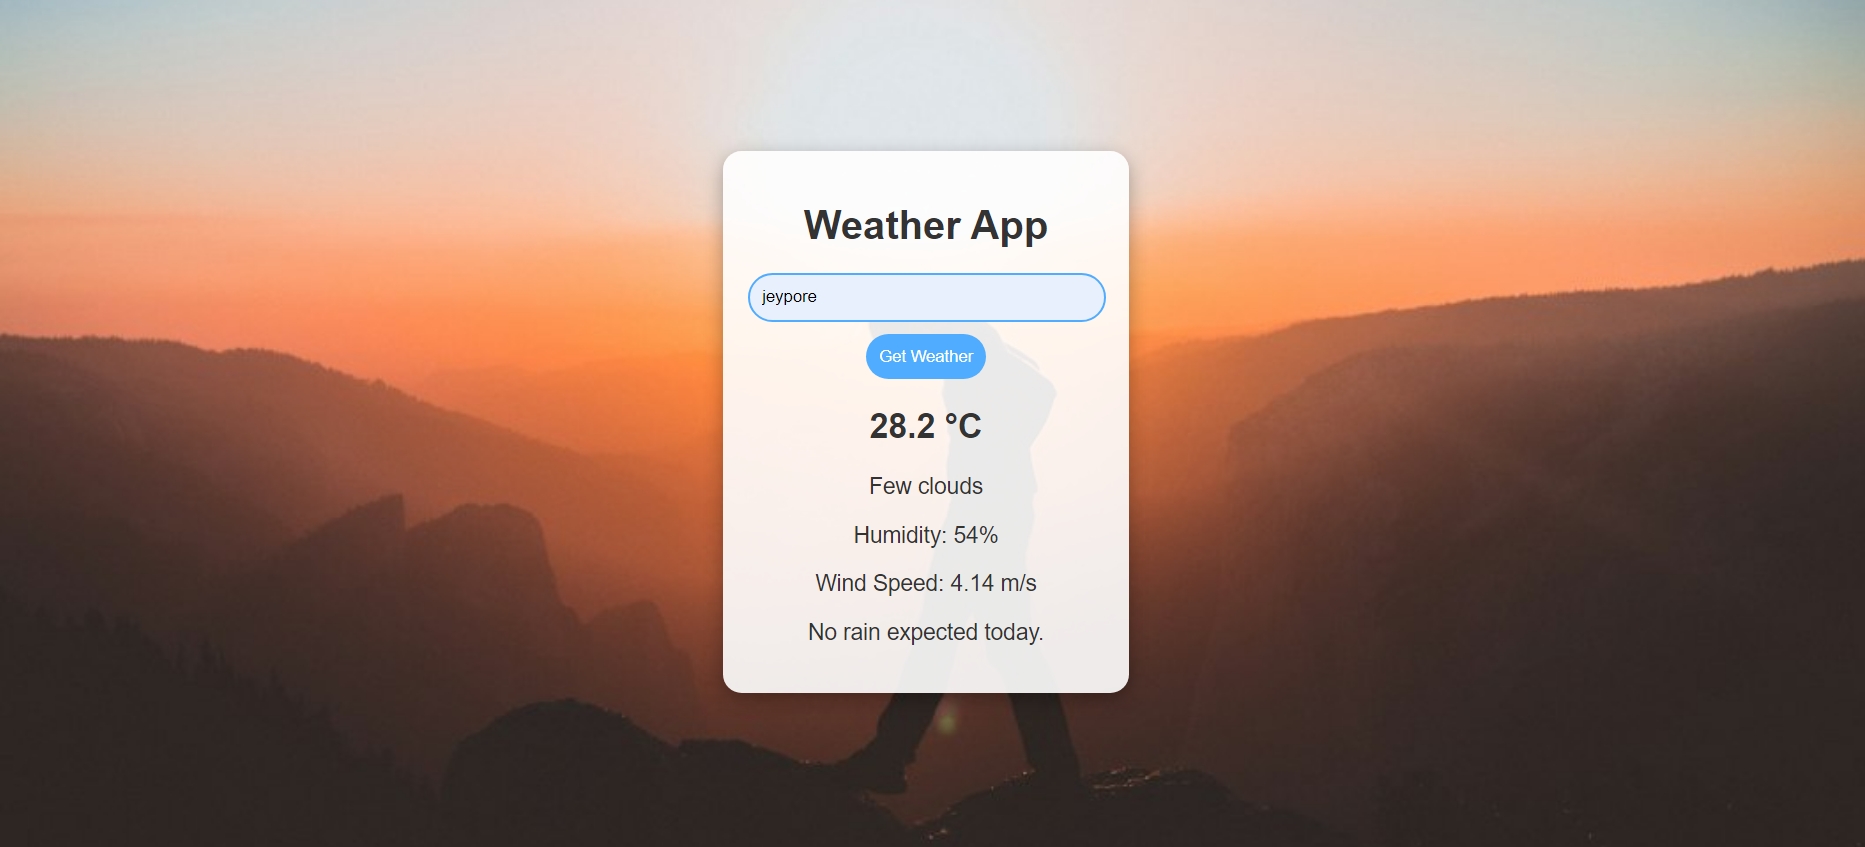 Weather App
jeypore
Get Weather
28.2 °C
Few clouds
Humidity: 54%
Wind Speed: 4.14 m/s
No rain expected today.